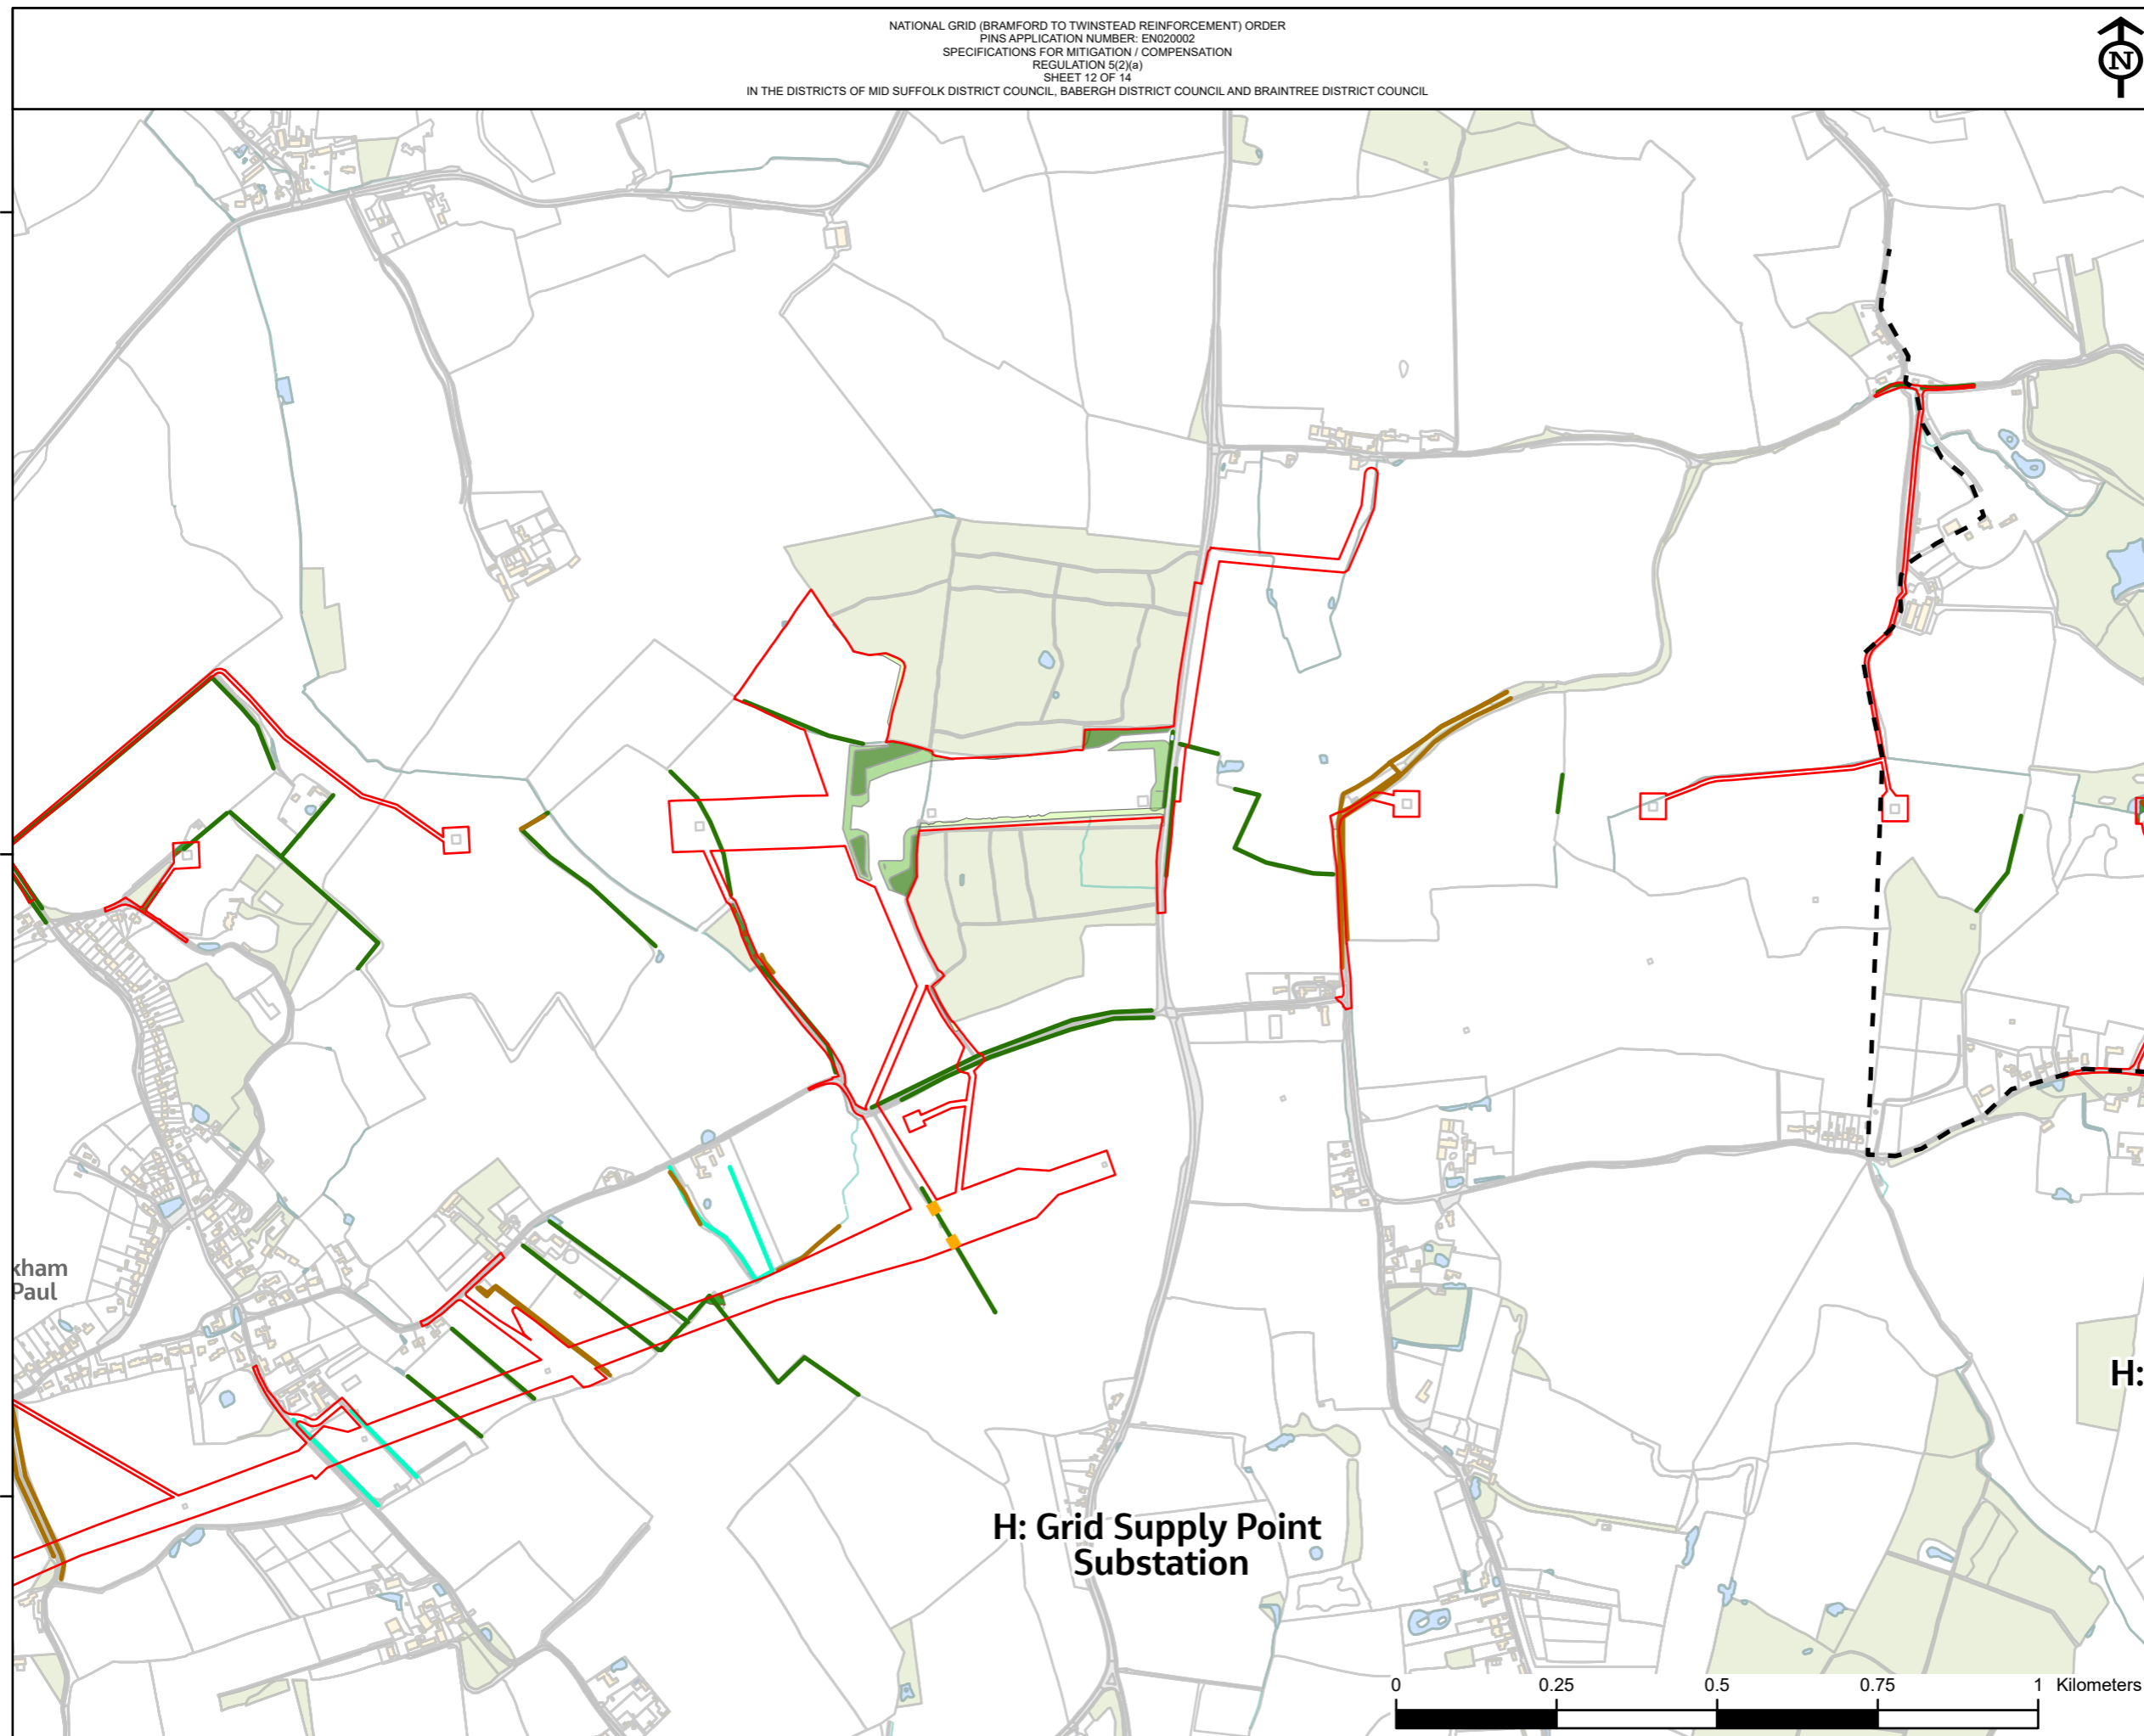 NATIONAL GRID (BRAMFORD TO TWINSTEAD REINFORCEMENT) ORDER
PINS APPLICATION NUMBER: EN020002
SPECIFICATIONS FOR MITIGATION / COMPENSATION
REGULATION 5(2)(a)
SHEET 12 OF 14
IN THE DISTRICTS OF MID SUFFOLK DISTRICT COUNCIL, BABERGH DISTRICT COUNCIL AND BRAINTREE DISTRICT COUNCIL
N
kham
Paul
H:
H: Grid Supply Point
Substation
0 0.25 0.5 0.75 1 Kilometers